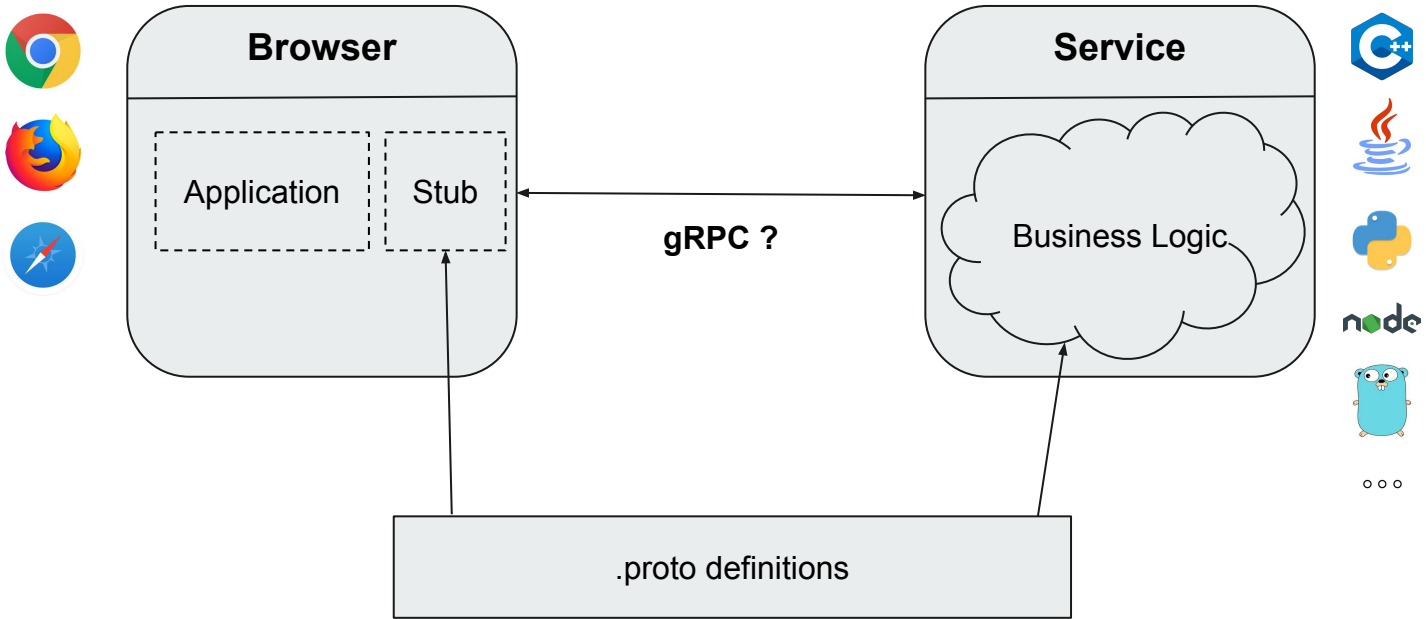 Browser
Service
C++
Application
Stub
gRPC ?
Business Logic
node
.proto definitions